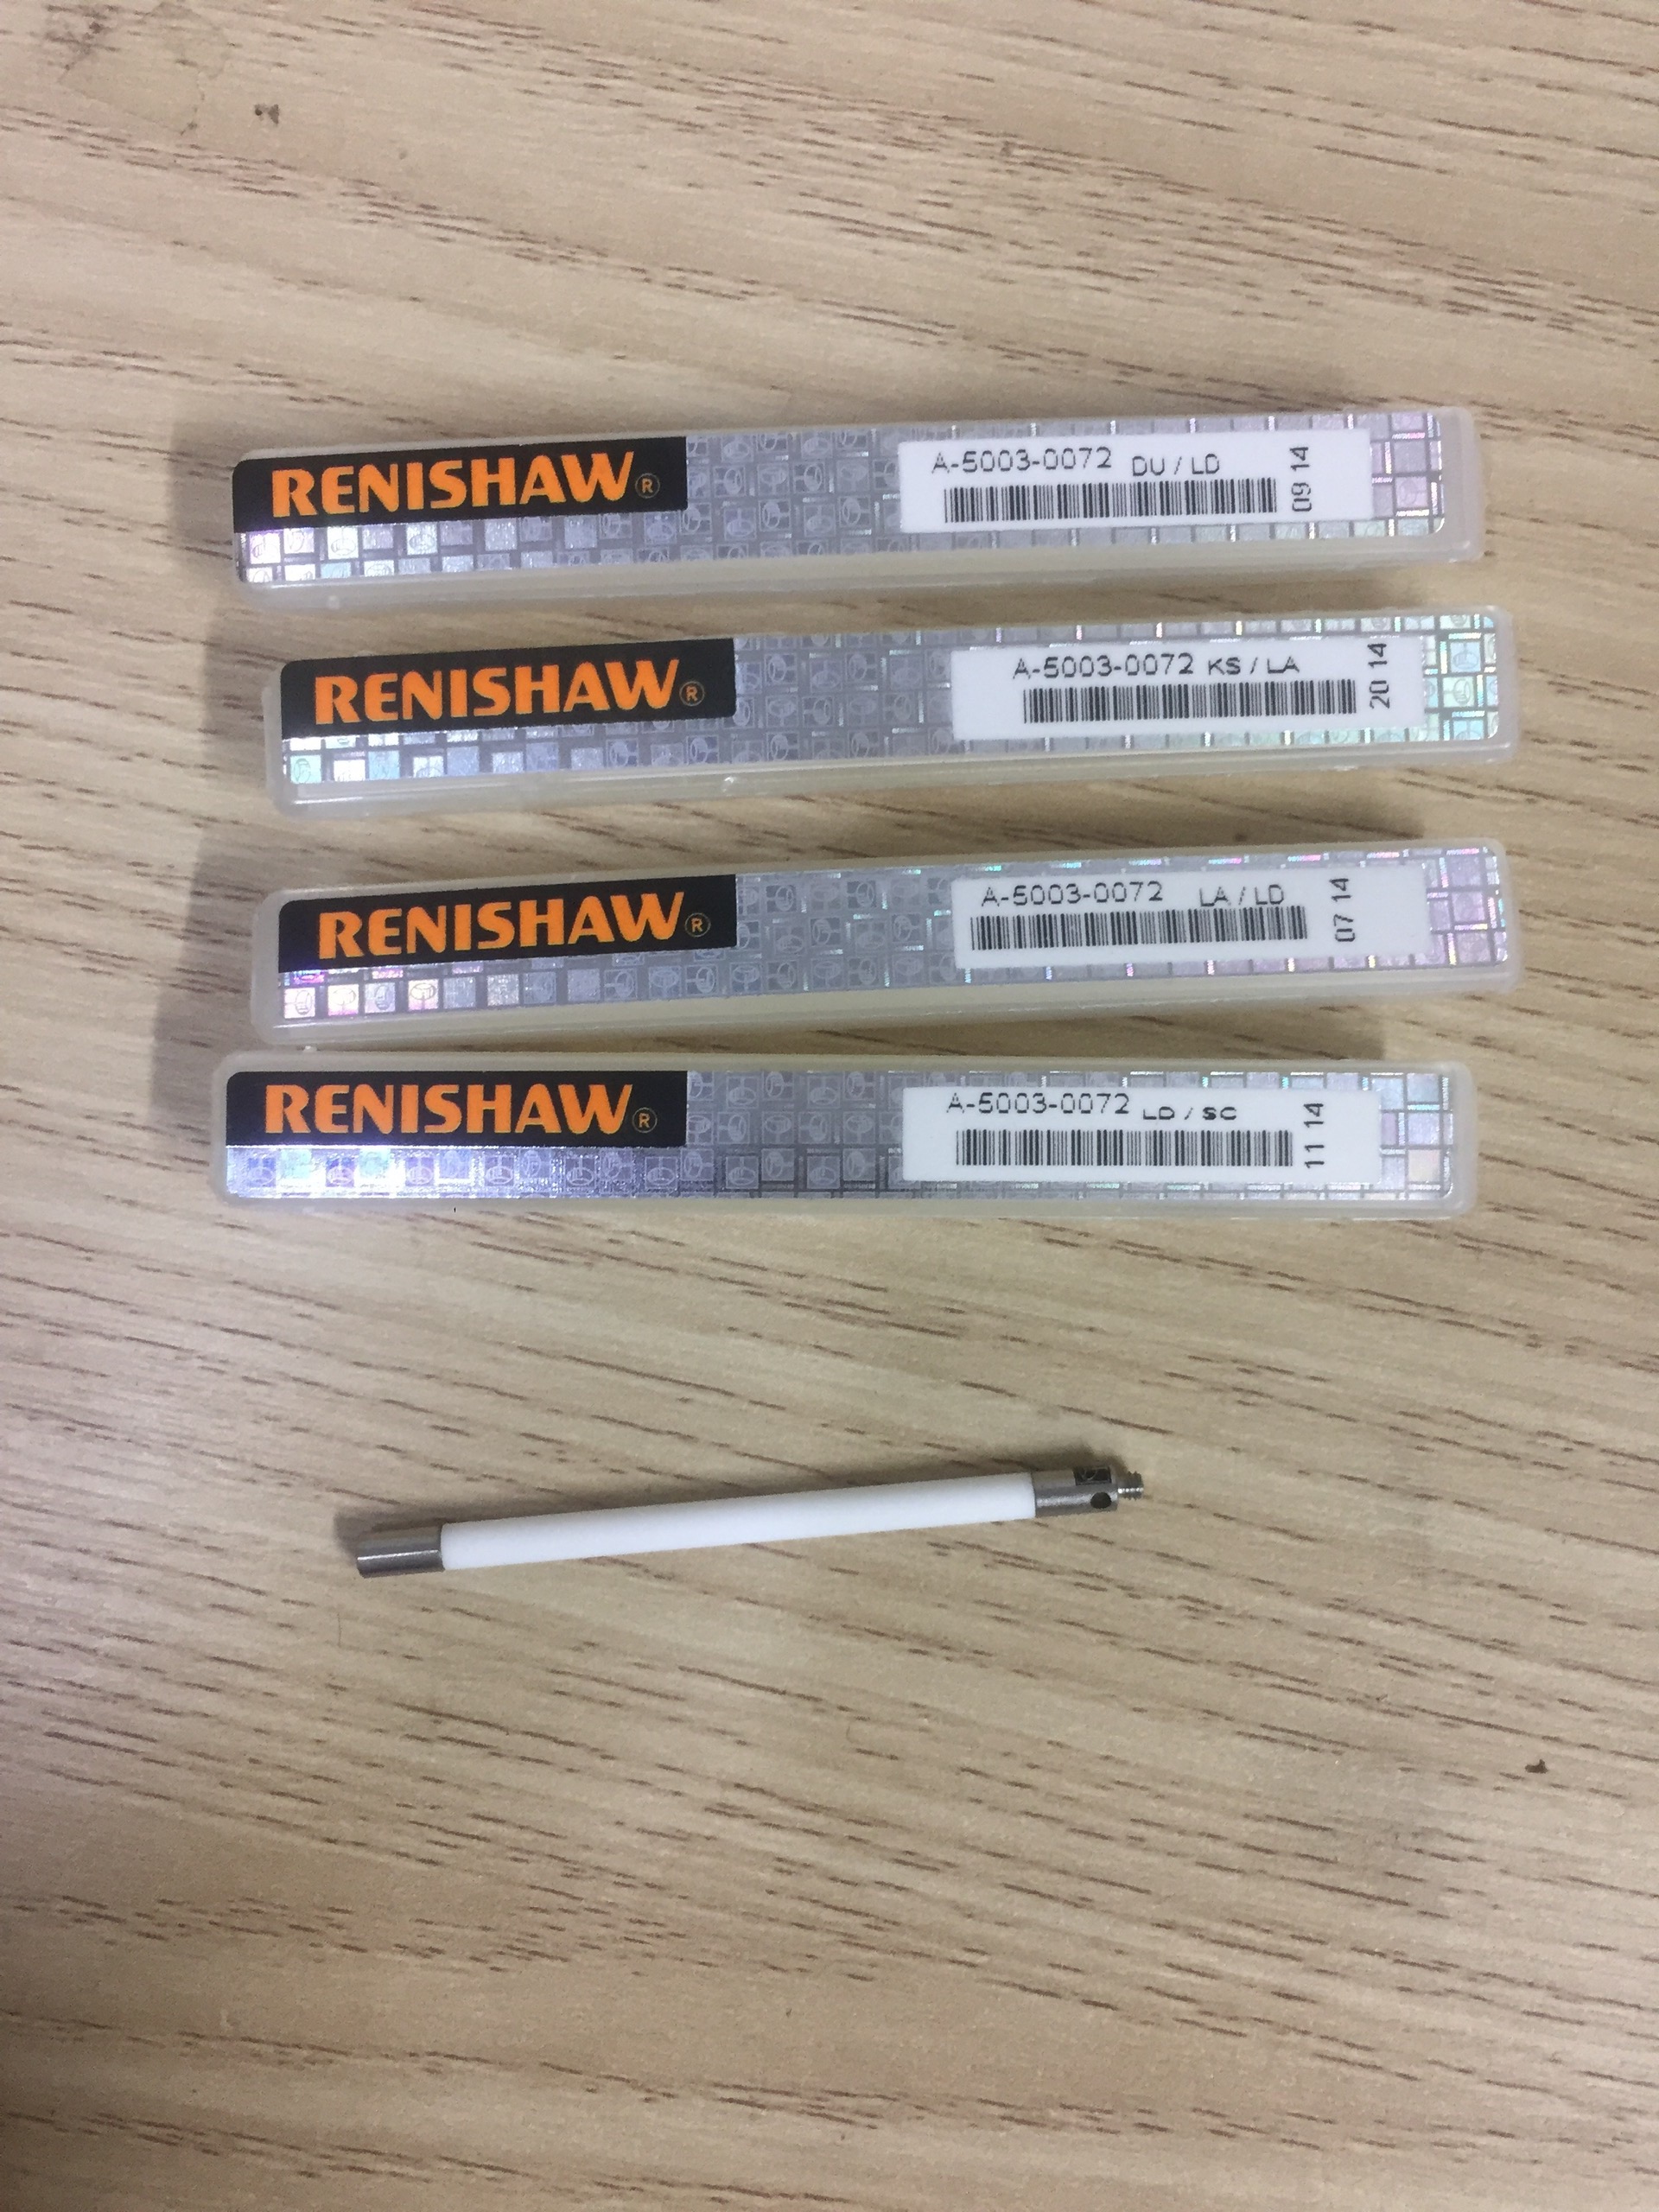 RENISHAW®
A-5003-0072 DU / LD
09 14
RENISHAW®
A-5003-0072 KS / LA
20 14
RENISHAW®
A-5003-0072 LA / LD
07 14
RENISHAW®
A-5003-0072 LD / SC
11 14